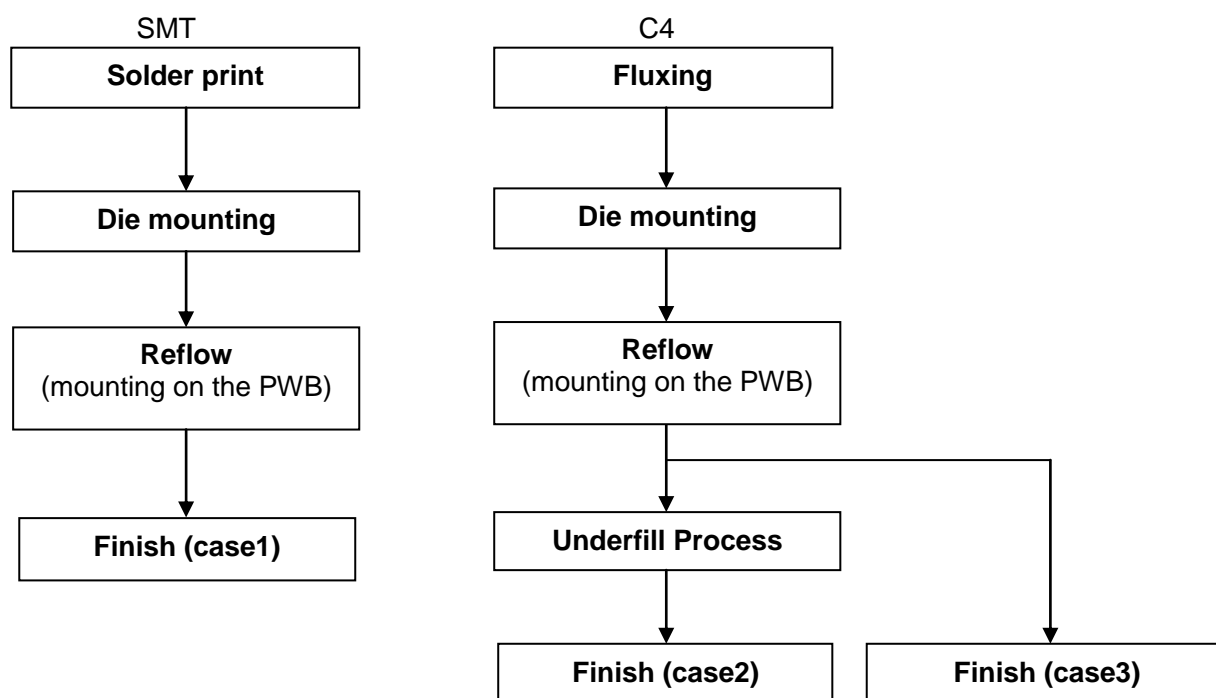 SMT
Solder print
Die mounting
Reflow
(mounting on the PWB)
Finish (case1)
C4
Fluxing
Die mounting
Reflow
(mounting on the PWB)
Underfill Process
Finish (case2)
Finish (case3)